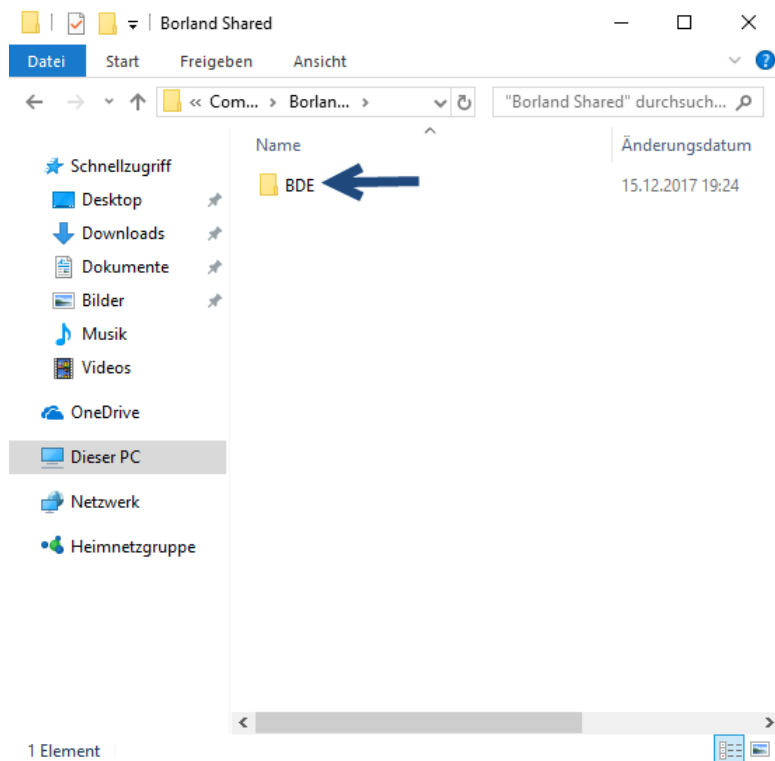 Borland Shared
Datei Start Freigeben Ansicht ?
« Com... > Borlan... > "Borland Shared" durchsuch...
Name Änderungsdatum
BDE 15.12.2017 19:24
Schnellzugriff
Desktop
Downloads
Dokumente
Bilder
Musik
Videos
OneDrive
Dieser PC
Netzwerk
Heimnetzgruppe
1 Element